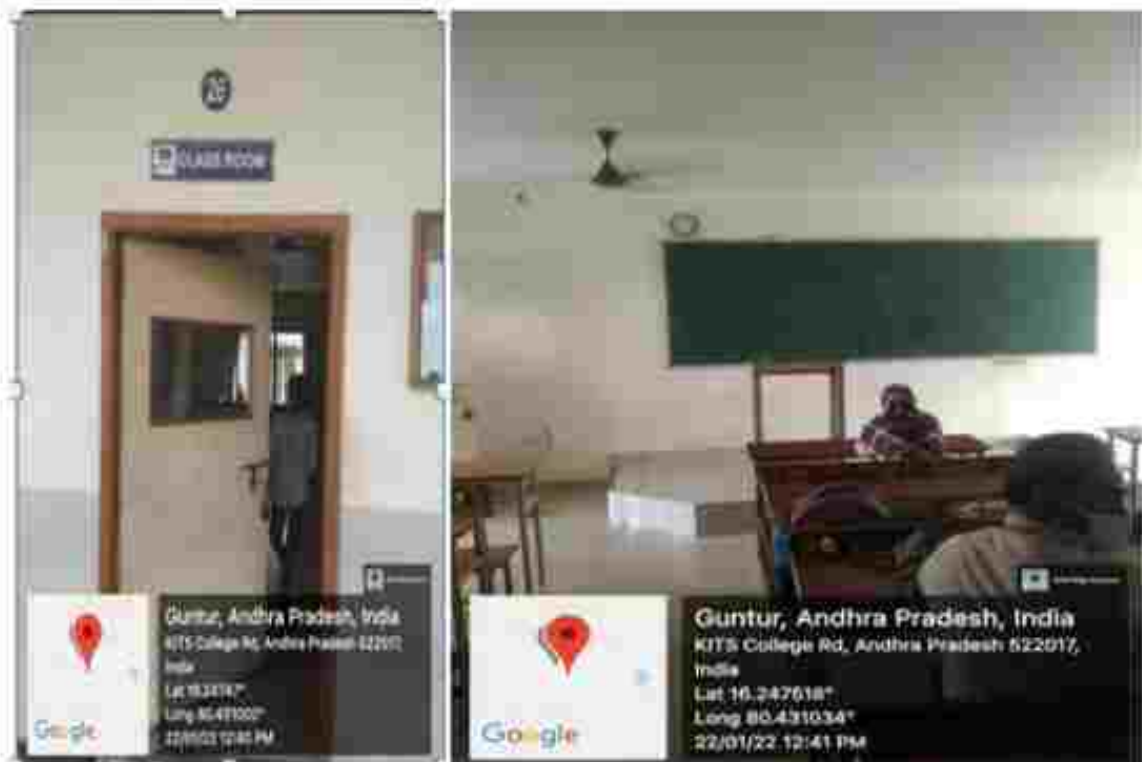 CLASS ROOM
Guntur, Andhra Pradesh, India
KITS College Rd, Andhra Pradesh 522017,
India
Google
Guntur, Andhra Pradesh, India
KITS College Rd, Andhra Pradesh 522017,
India
Lat 16.247618°
Long 80.431034°
22/01/22 12:41 PM
Google